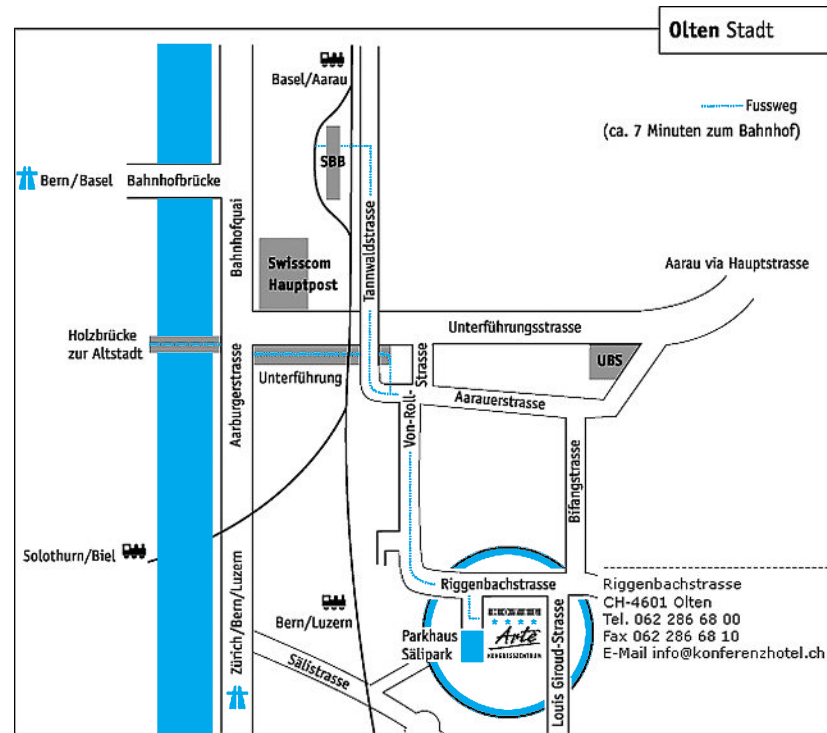 Olten Stadt
Basel/Aarau
Fussweg
(ca. 7 Minuten zum Bahnhof)
SBB
Bern/Basel
Bahnhofbrücke
Bahnhofquai
Tannwaldstrasse
Swisscom
Hauptpost
Aarau via Hauptstrasse
Unterführungsstrasse
Holzbrücke
zur Altstadt
Aarburgerstrasse
Unterführung
Von-Roll-
Strasse
UBS
Aarauerstrasse
Bifangstrasse
Solothurn/Biel
Zürich/Bern/Luzern
Bern/Luzern
Sälistrasse
Riggenbachstrasse
Parkhaus
Sälipark
Arte
KONGRESSZENTRUM
Louis Giroud-Strasse
Riggenbachstrasse
CH-4601 Olten
Tel. 062 286 68 00
Fax 062 286 68 10
E-Mail info@konferenzhotel.ch